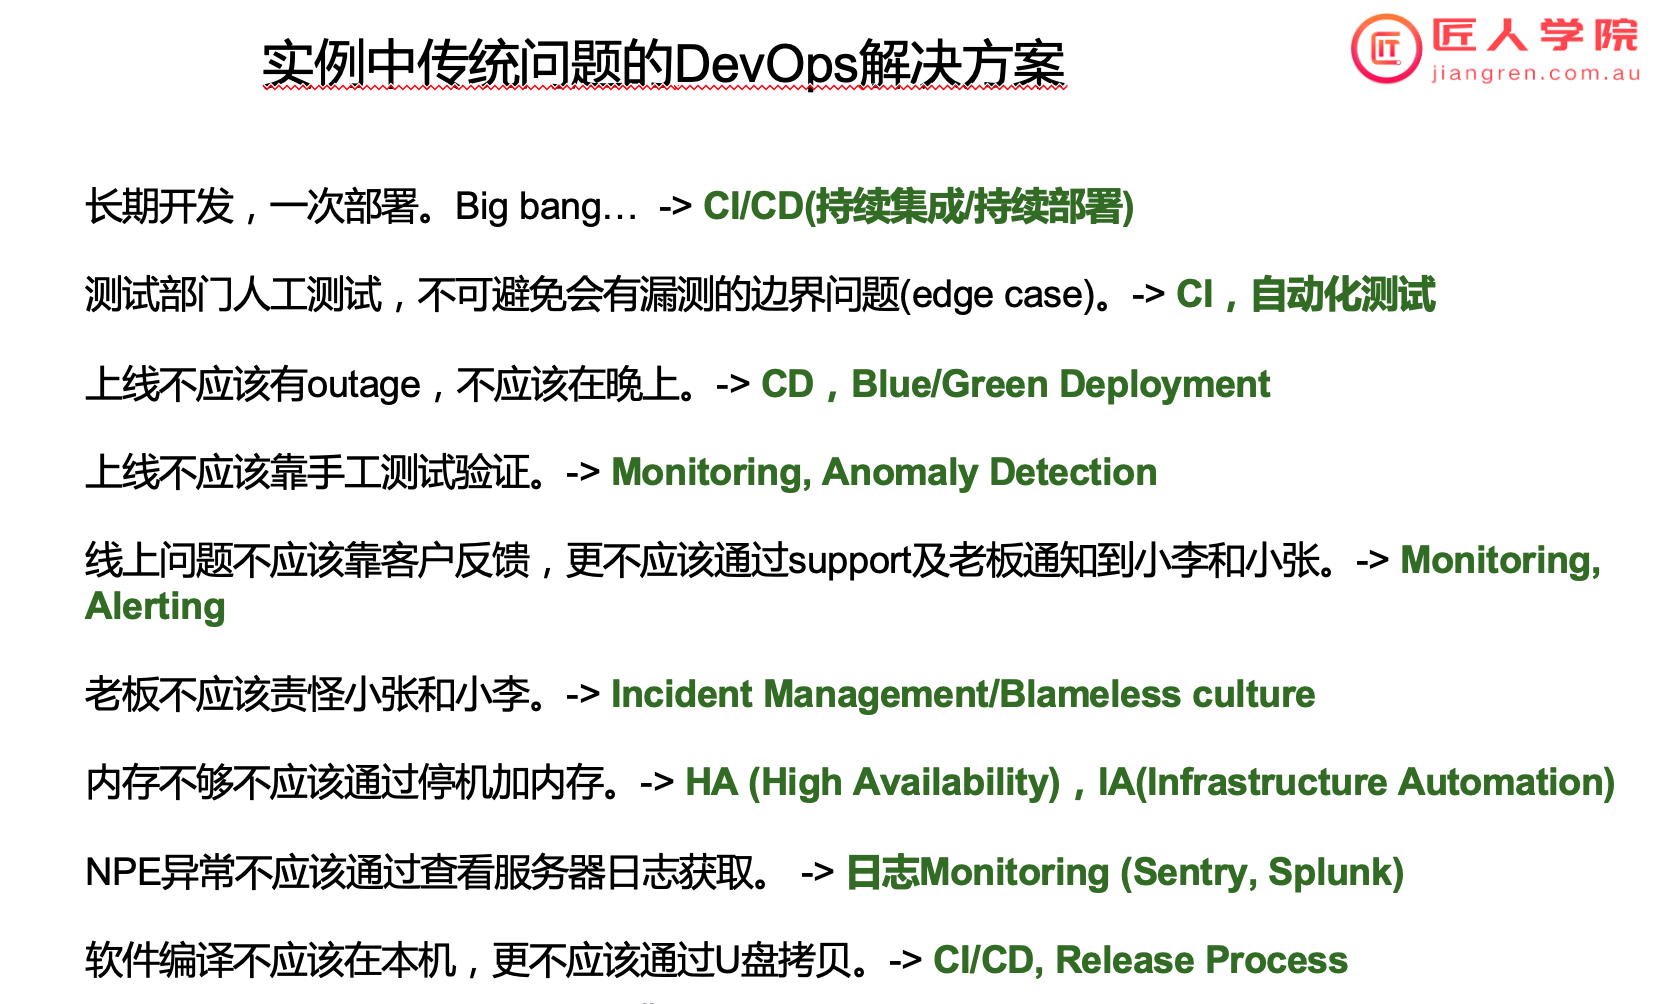 实例中传统问题的DevOps解决方案
匠人学院
jiangren.com.au
长期开发，一次部署。Big bang… -> CI/CD(持续集成/持续部署)
测试部门人工测试，不可避免会有漏测的边界问题(edge case)。-> CI，自动化测试
上线不应该有outage，不应该在晚上。-> CD，Blue/Green Deployment
上线不应该靠手工测试验证。-> Monitoring, Anomaly Detection
线上问题不应该靠客户反馈，更不应该通过support及老板通知到小李和小张。-> Monitoring,
Alerting
老板不应该责怪小张和小李。-> Incident Management/Blameless culture
内存不够不应该通过停机加内存。-> HA (High Availability)，IA(Infrastructure Automation)
NPE异常不应该通过查看服务器日志获取。 -> 日志Monitoring (Sentry, Splunk)
软件编译不应该在本机，更不应该通过U盘拷贝。-> CI/CD, Release Process